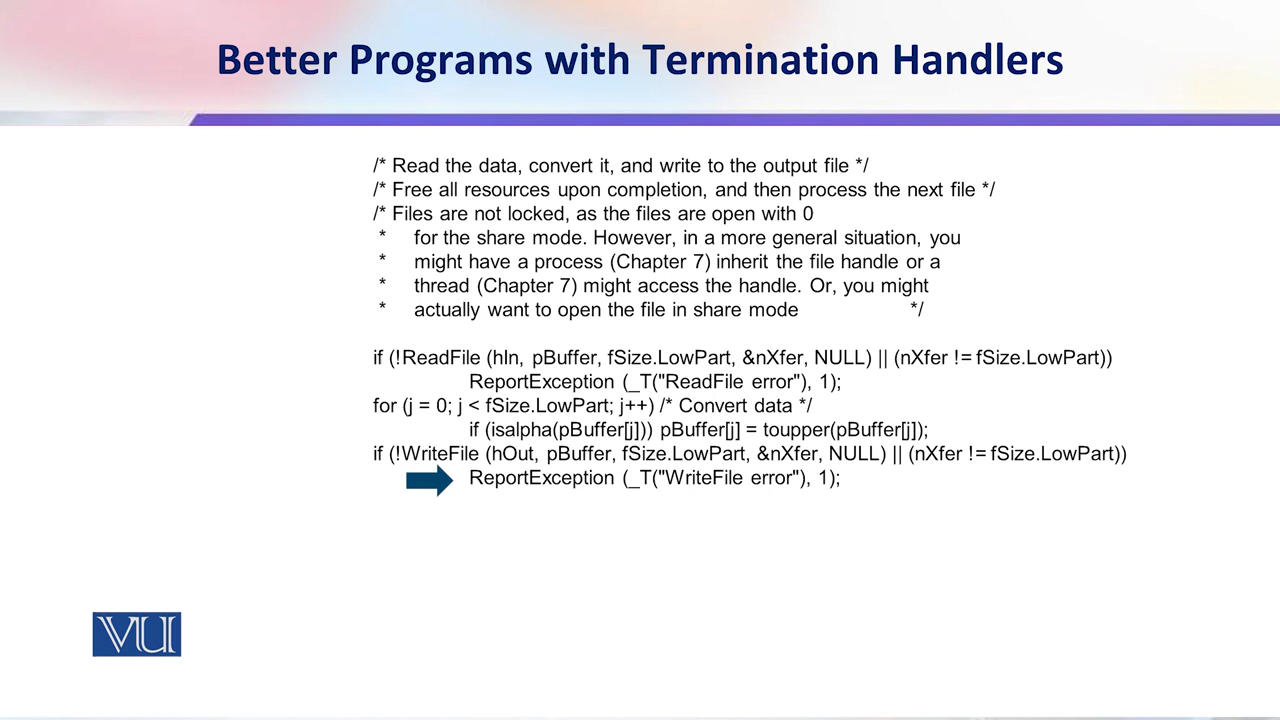 Better Programs with Termination Handlers
/* Read the data, convert it, and write to the output file */
/* Free all resources upon completion, and then process the next file */
/* Files are not locked, as the files are open with 0
* for the share mode. However, in a more general situation, you
* might have a process (Chapter 7) inherit the file handle or a
* thread (Chapter 7) might access the handle. Or, you might
* actually want to open the file in share mode */
if (!ReadFile (hIn, pBuffer, fSize.LowPart, &nXfer, NULL) || (nXfer != fSize.LowPart))
ReportException (_T("ReadFile error"), 1);
for (j = 0; j < fSize.LowPart; j++) /* Convert data */
if (isalpha(pBuffer[j])) pBuffer[j] = toupper(pBuffer[j]);
if (!WriteFile (hOut, pBuffer, fSize.LowPart, &nXfer, NULL) || (nXfer != fSize.LowPart))
ReportException (_T("WriteFile error"), 1);
VU